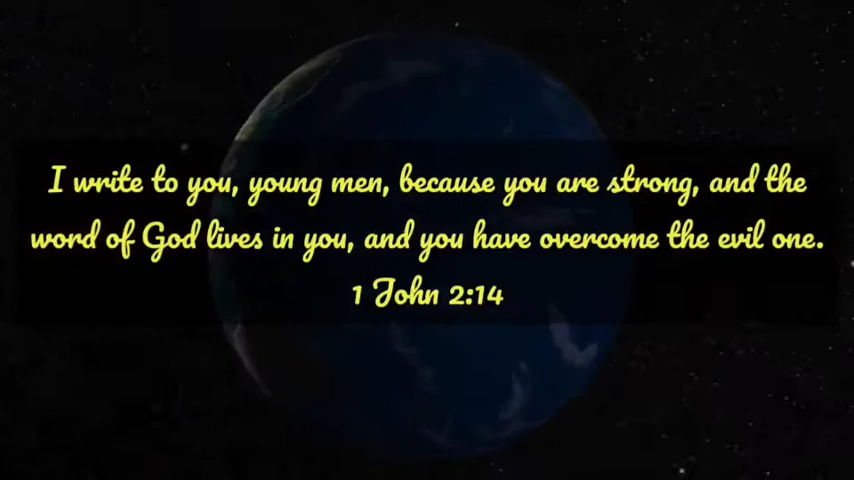 I write to you, young men, because you are strong, and the
word of God lives in you, and you have overcome the evil one.
1 John 2:14